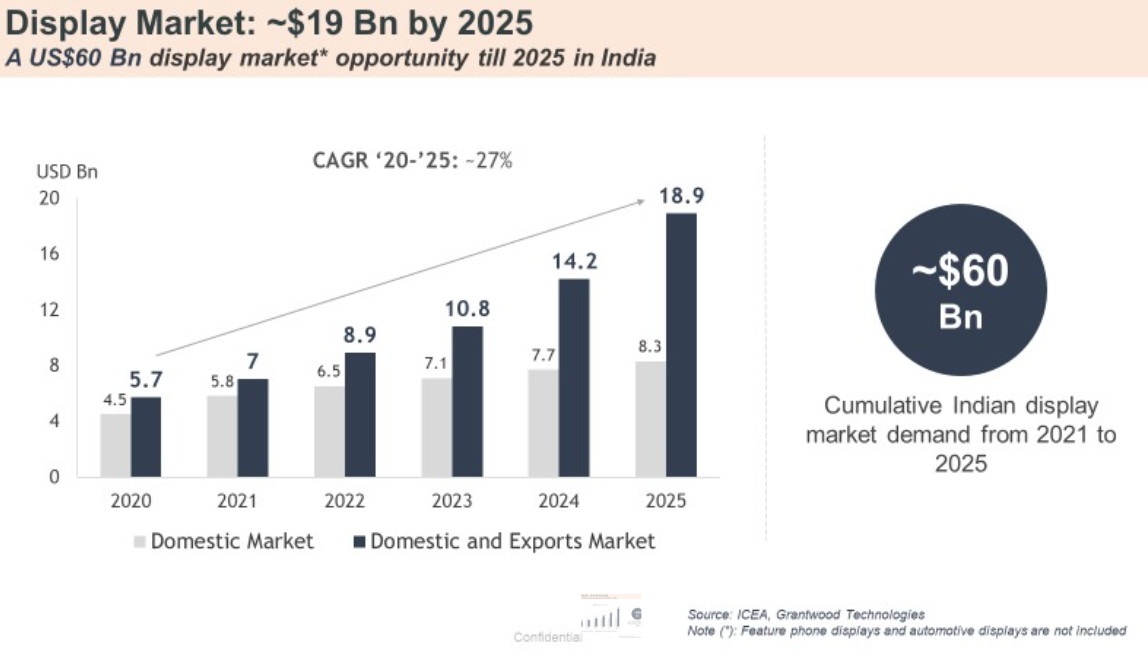 Display Market: ~$19 Bn by 2025
A US$60 Bn display market* opportunity till 2025 in India
CAGR ‘20-’25: ~27%
USD Bn
20
16
12
8
4
0
4.5
5.7
5.8
7
6.5
8.9
7.1
10.8
7.7
14.2
8.3
18.9
2020 2021 2022 2023 2024 2025
Domestic Market Domestic and Exports Market
~$60
Bn
Cumulative Indian display
market demand from 2021 to
2025
Confidential
Source: ICEA, Grantwood Technologies
Note (*): Feature phone displays and automotive displays are not included